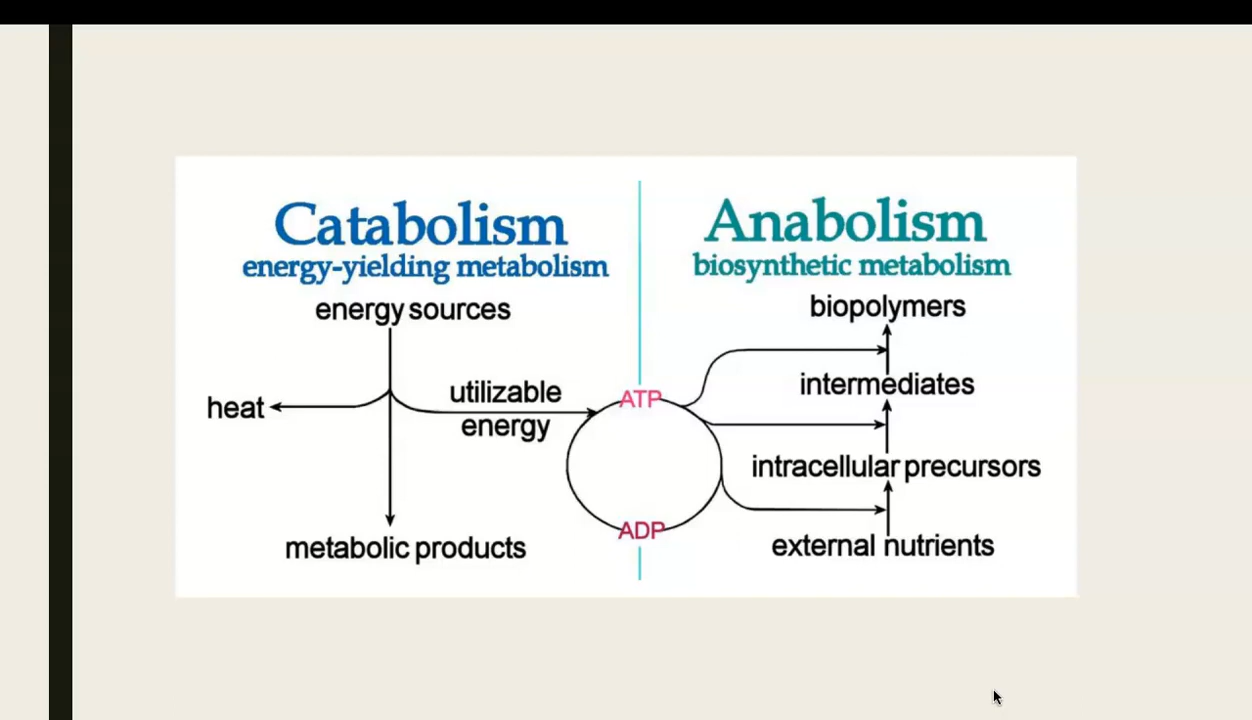 Catabolism
energy-yielding metabolism
energy sources
heat
utilizable
energy
metabolic products
ATP
ADP
Anabolism
biosynthetic metabolism
biopolymers
intermediates
intracellular precursors
external nutrients